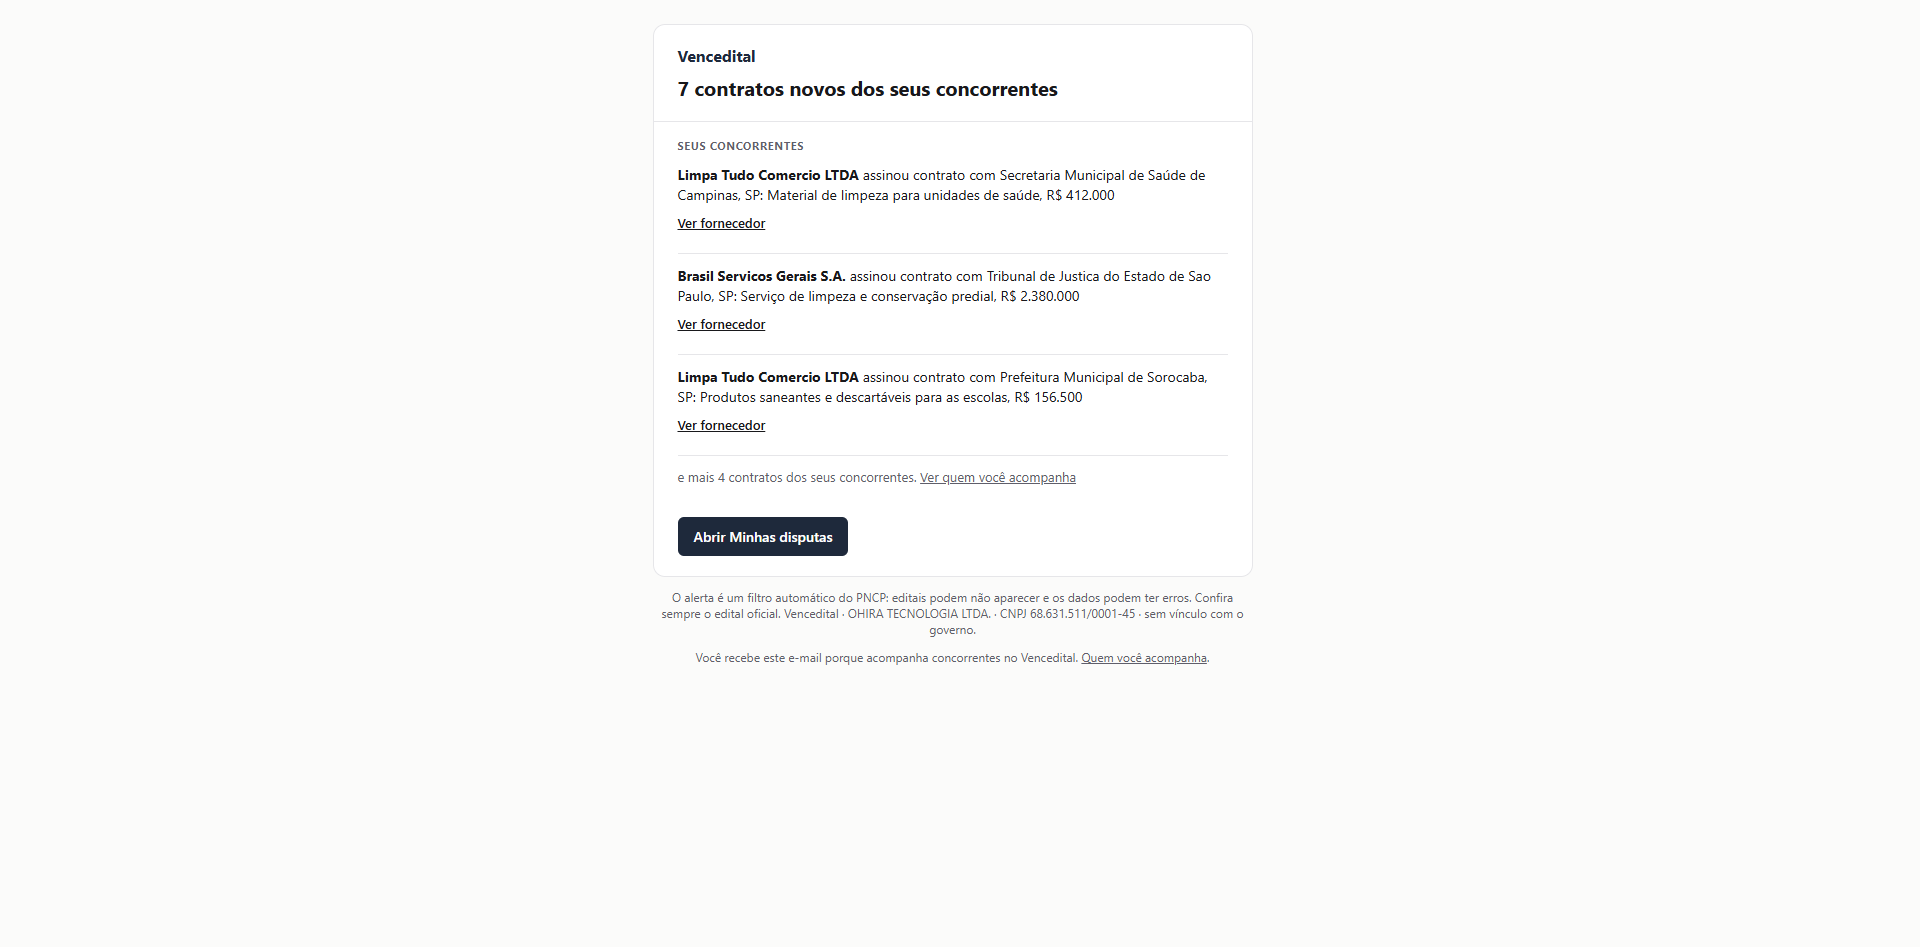 Vencedital
7 contratos novos dos seus concorrentes
SEUS CONCORRENTES
Limpa Tudo Comercio LTDA assinou contrato com Secretaria Municipal de Saúde de
Campinas, SP: Material de limpeza para unidades de saúde, R$ 412.000
Ver fornecedor
Brasil Servicos Gerais S.A. assinou contrato com Tribunal de Justica do Estado de Sao
Paulo, SP: Serviço de limpeza e conservação predial, R$ 2.380.000
Ver fornecedor
Limpa Tudo Comercio LTDA assinou contrato com Prefeitura Municipal de Sorocaba,
SP: Produtos saneantes e descartáveis para as escolas, R$ 156.500
Ver fornecedor
e mais 4 contratos dos seus concorrentes. Ver quem você acompanha
Abrir Minhas disputas
O alerta é um filtro automático do PNCP: editais podem não aparecer e os dados podem ter erros. Confira
sempre o edital oficial. Vencedital · OHIRA TECNOLOGIA LTDA. · CNPJ 68.631.511/0001-45 · sem vínculo com o
governo.
Você recebe este e-mail porque acompanha concorrentes no Vencedital. Quem você acompanha.